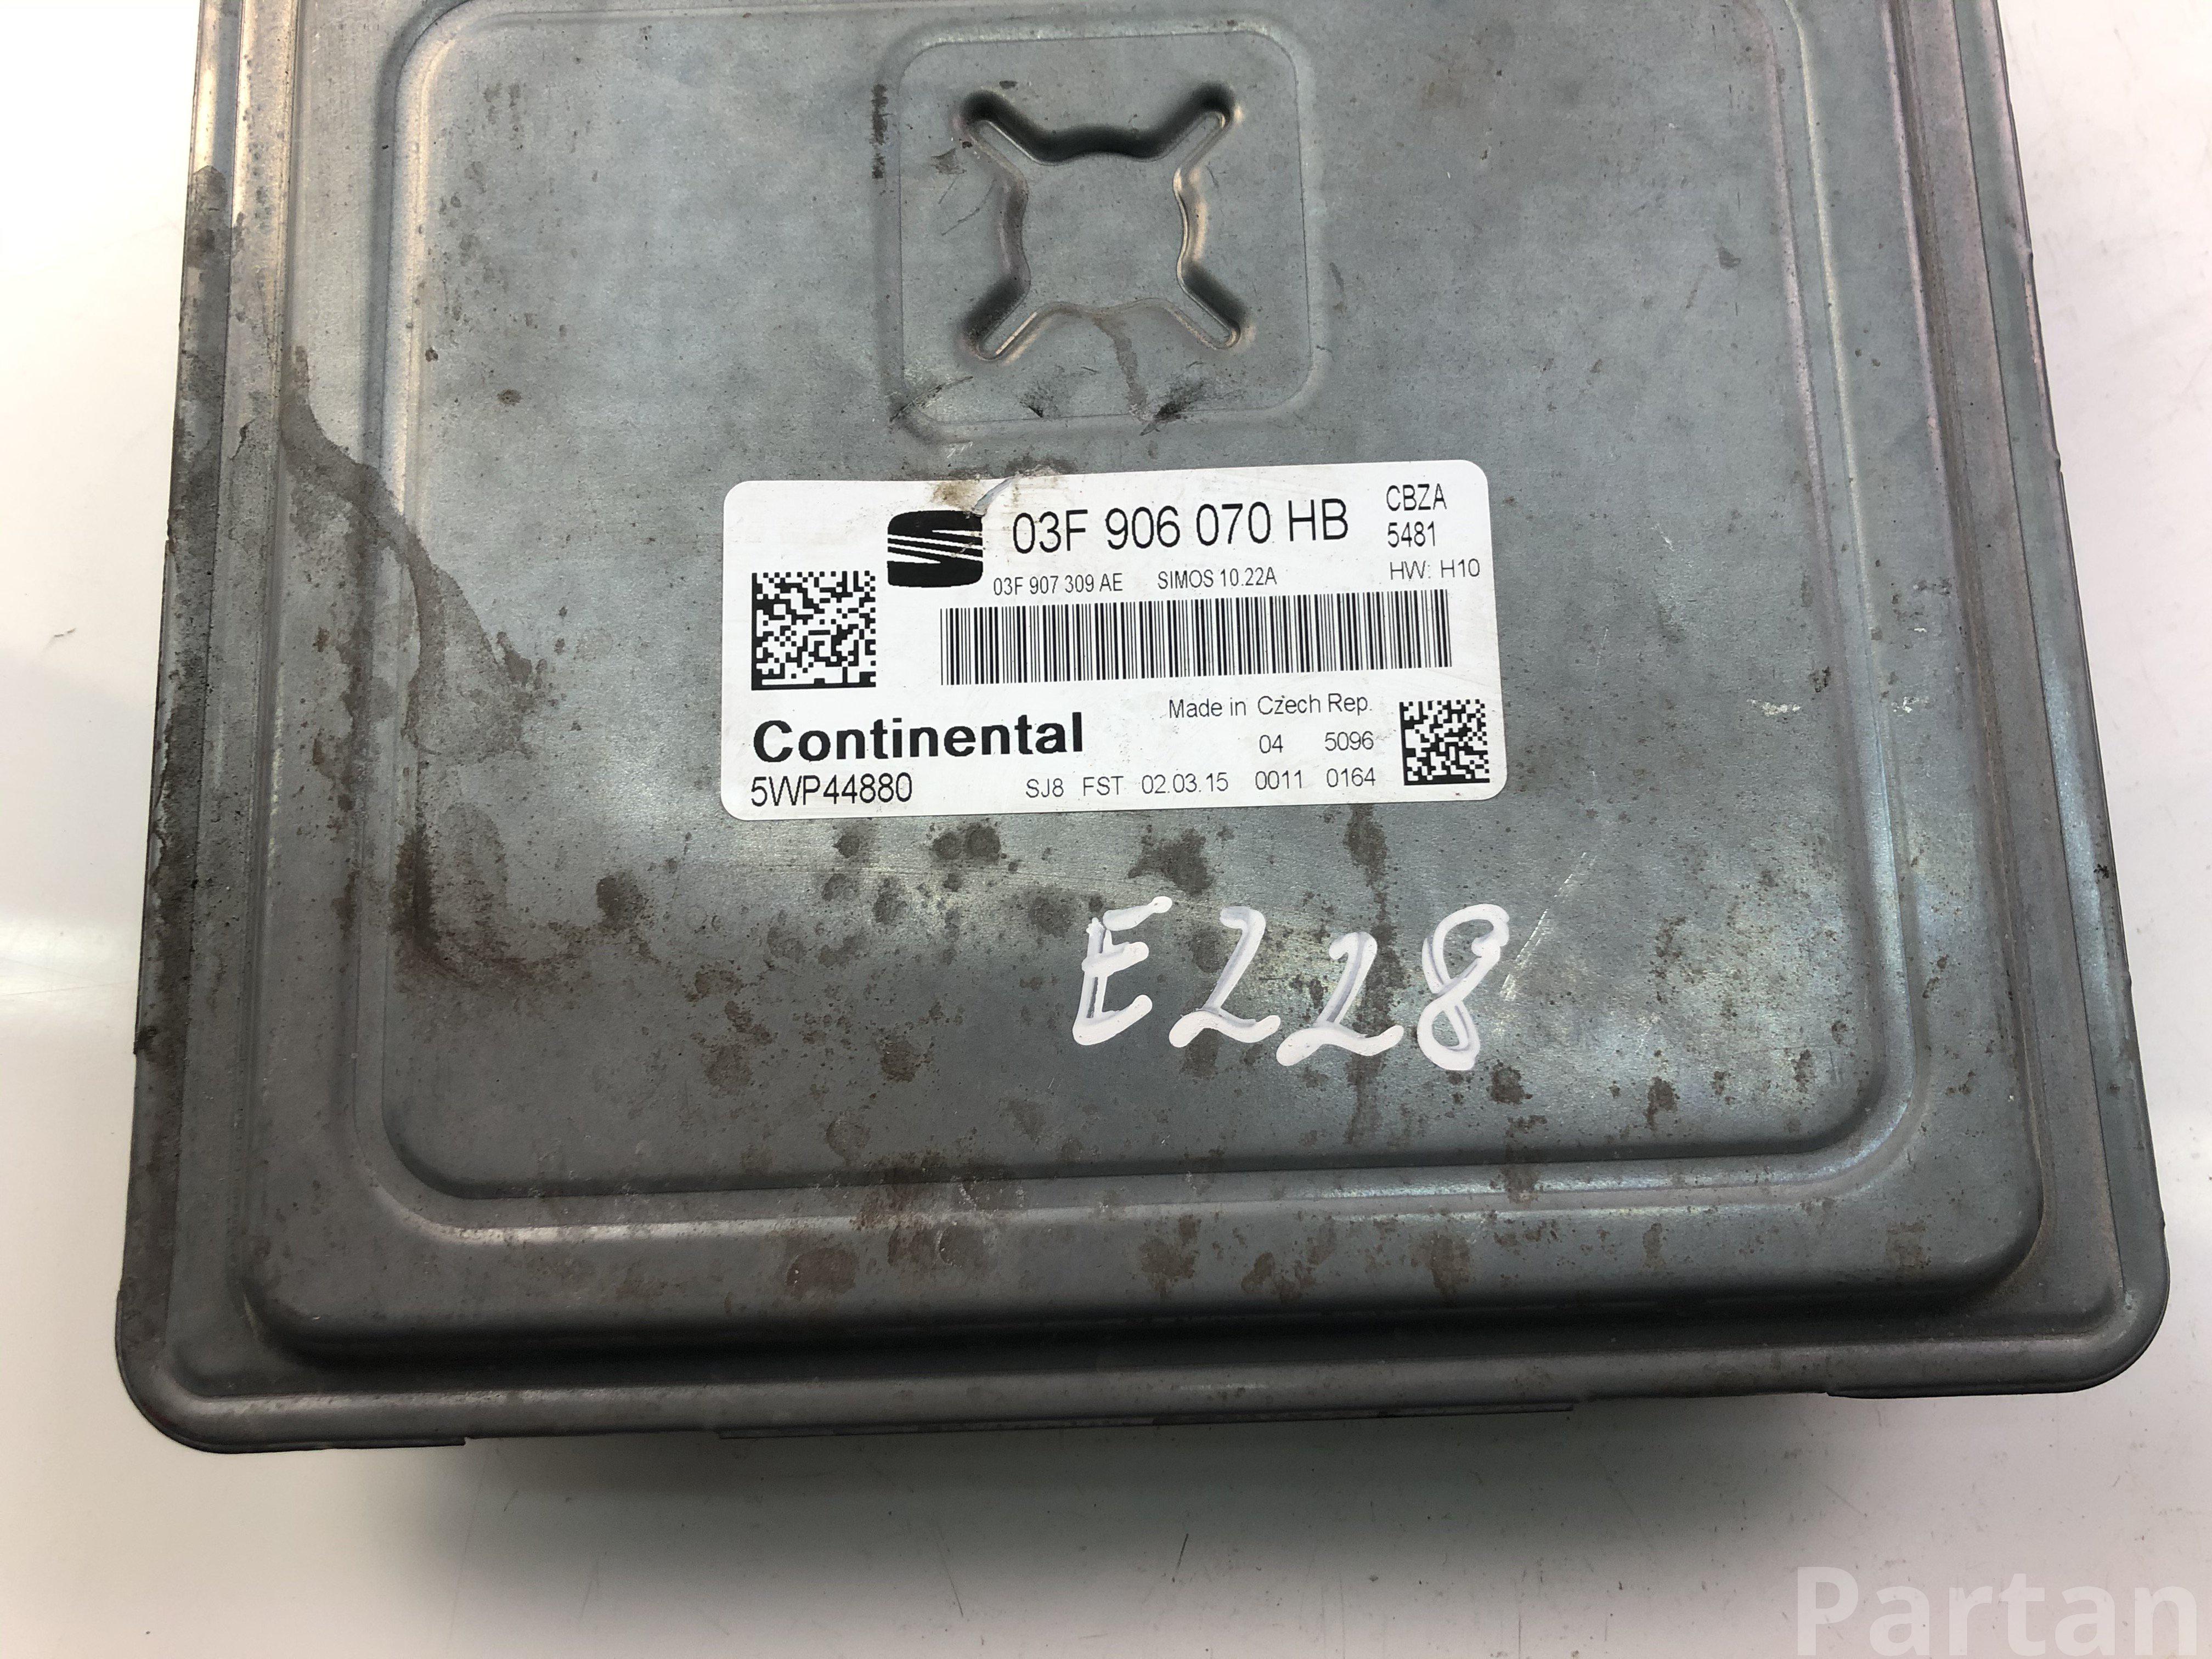 03F 906 070 HB CBZA
5481
03F 907 309 AE SIMOS 10.22A HW: H10
Made in Czech Rep.
Continental 04 5096
5WP44880 SJ8 FST 02.03.15 0011 0164
E228
Partan